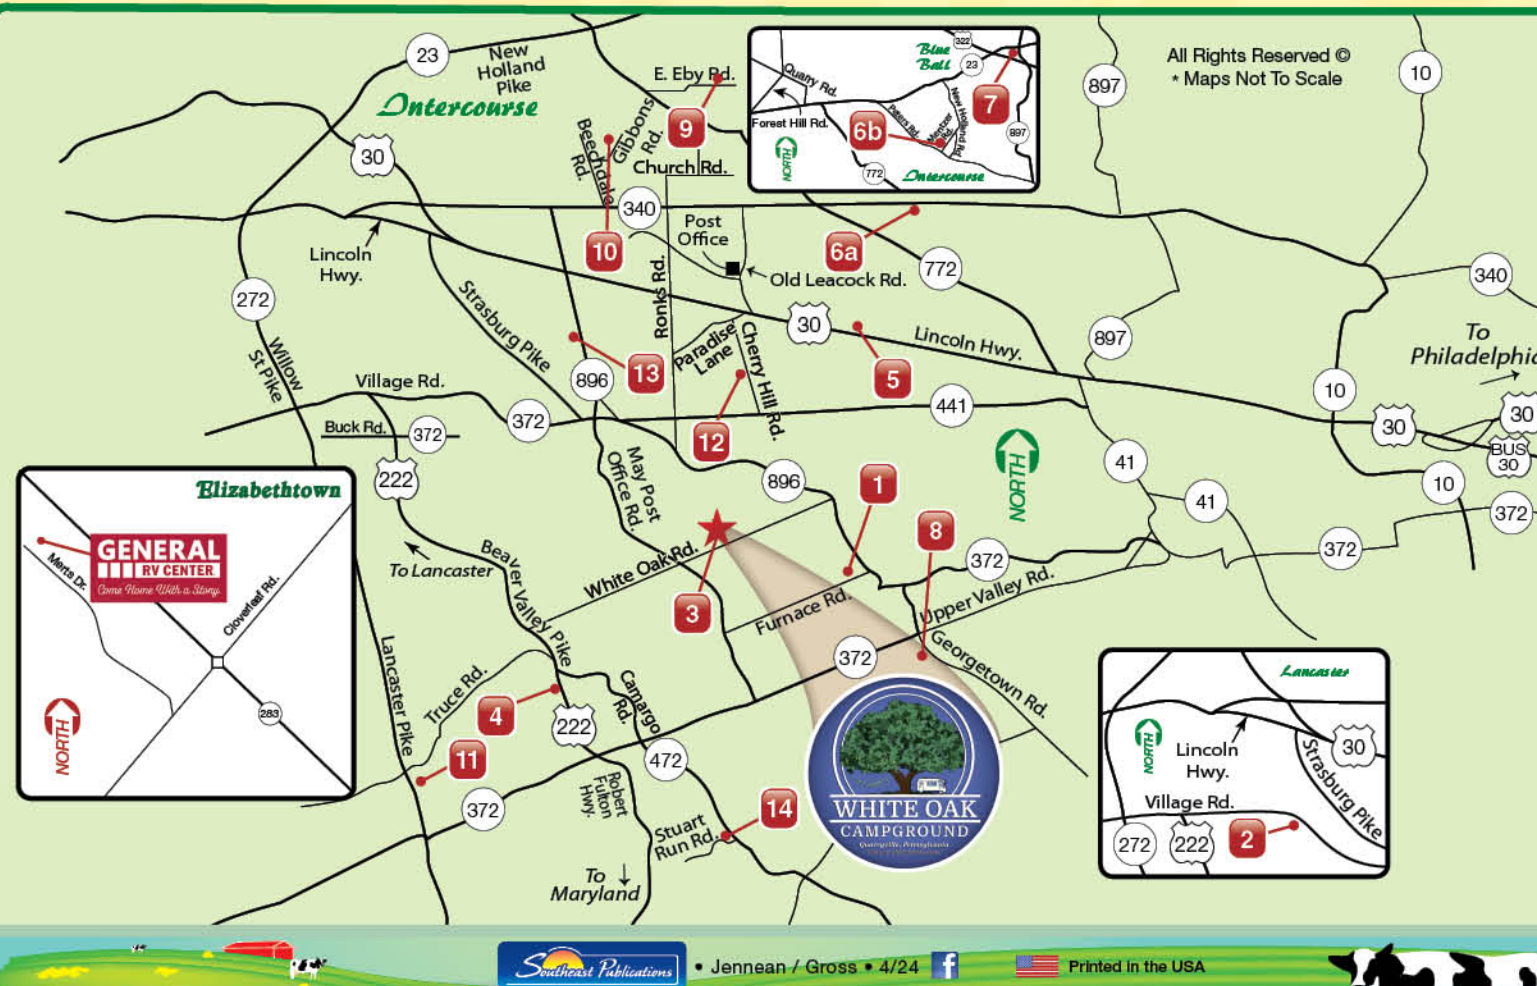 23
New
Holland
Pike
Intercourse
30
E. Eby Rd.
9
Gibbons
Rd.
Beechdale
Rd.
Church Rd.
340
10
Post
Office
Old Leacock Rd.
Lincoln
Hwy.
272
Willow
St Pike
Strasburg Pike
Ronks Rd.
Paradise
Lane
Cherry Hill Rd.
30
Lincoln Hwy.
6a
772
5
13
896
12
441
Village Rd.
372
Buck Rd.
372
222
May Post
Office Rd.
896
1
8
NORTH
Blue
Ball
322
23
7
Quarry Rd.
Forest Hill Rd.
6b
Peters Rd.
Mentzer
Rd.
New Holland Rd.
897
772
NORTH
Intercourse
All Rights Reserved ©
* Maps Not To Scale
897
10
340
To
Philadelphia
897
10
30
30
BUS
30
10
372
41
41
372
372
Upper Valley Rd.
Georgetown Rd.
Furnace Rd.
372
White Oak Rd.
3
To Lancaster
Beaver Valley Pike
Elizabethtown
GENERAL
RV CENTER
Come Home With a Story.
Merts Dr.
Cloverleaf Rd.
283
NORTH
Lancaster Pike
Truce Rd.
4
11
222
Camargo
Rd.
472
372
Robert
Fulton
Hwy.
Stuart
Run Rd.
14
To
Maryland
WHITE OAK
CAMPGROUND
Quarryville, Pennsylvania
Lancaster
NORTH
Lincoln
Hwy.
30
Strasburg Pike
Village Rd.
272
222
2
Southeast Publications
• Jennean / Gross • 4/24
f
Printed in the USA